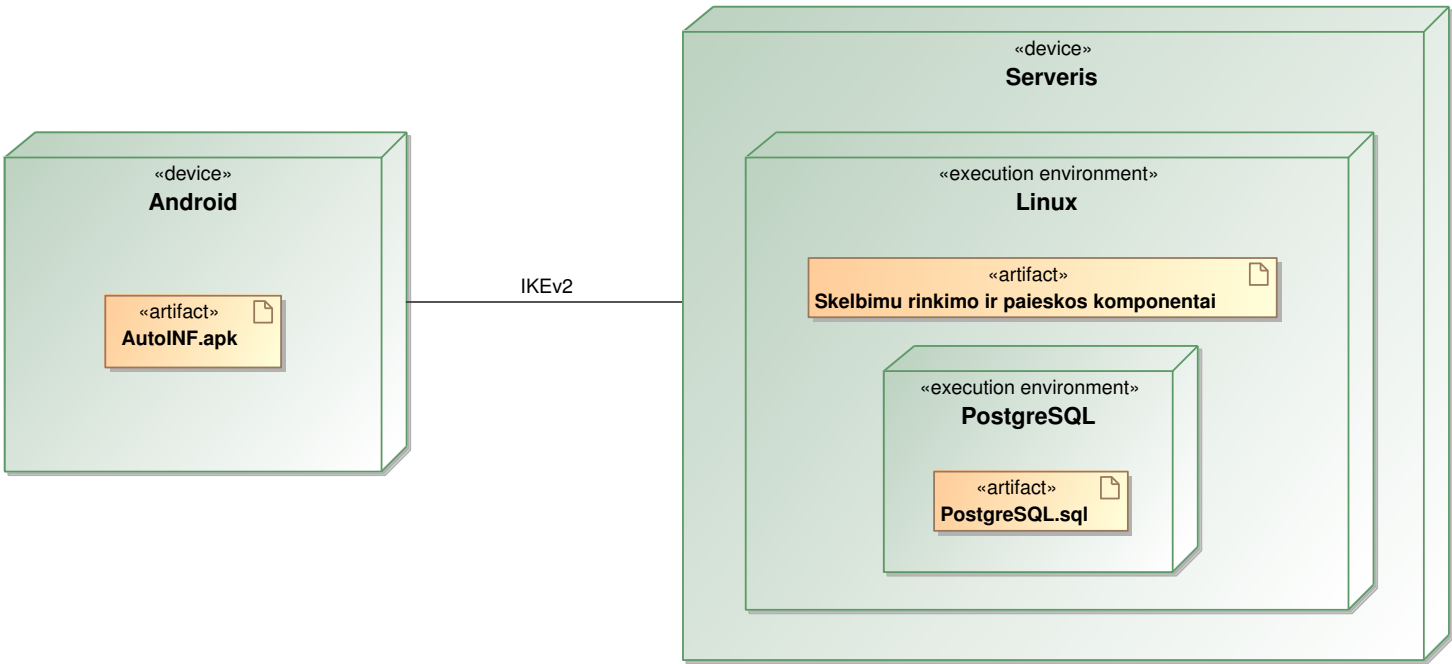 «device»
Android
«artifact»
AutoINF.apk
IKEv2
«device»
Serveris
«execution environment»
Linux
«artifact»
Skelbimu rinkimo ir paieskos komponentai
«execution environment»
PostgreSQL
«artifact»
PostgreSQL.sql